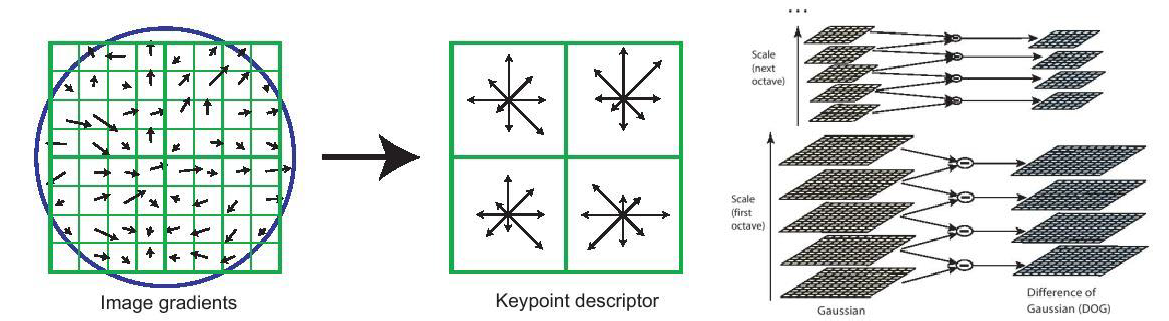 Image gradients
Keypoint descriptor
...
Scale
(next
octave)
Scale
(first
octave)
Gaussian
Difference of
Gaussian (DOG)